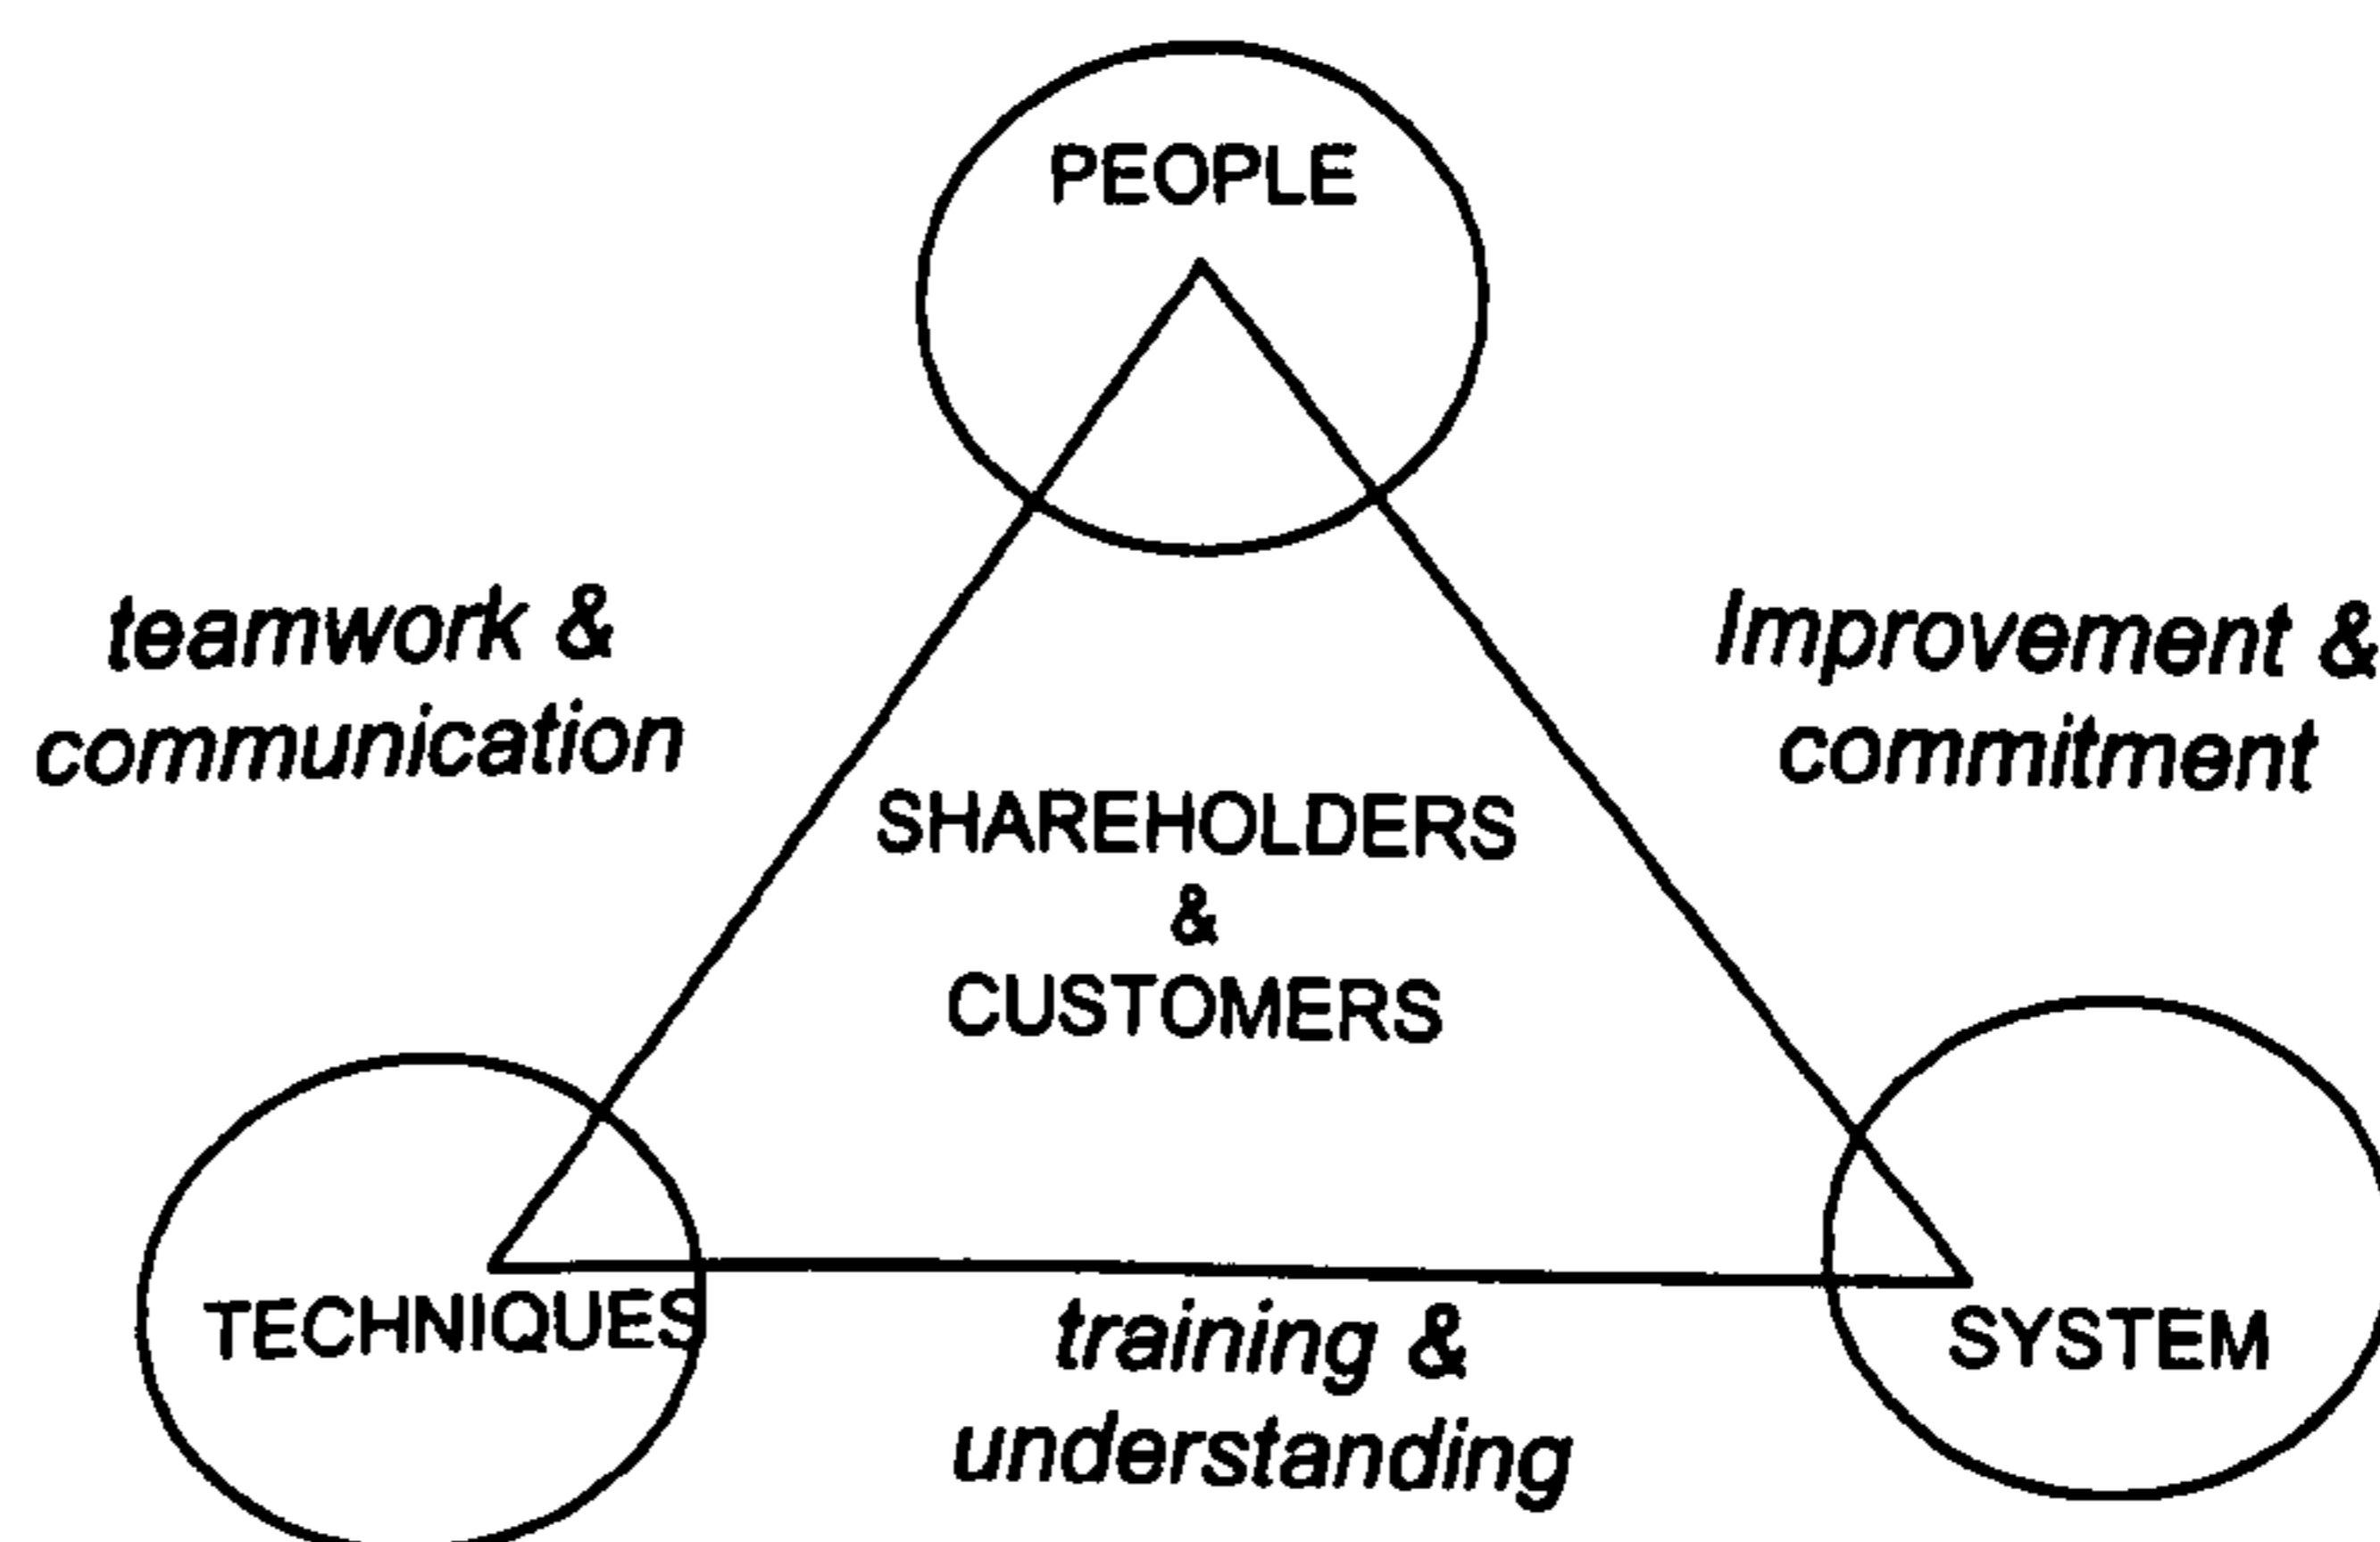 PEOPLE
teamwork &
communication
Improvement &
commitment
SHAREHOLDERS
&
CUSTOMERS
TECHNIQUES
SYSTEM
training &
understanding